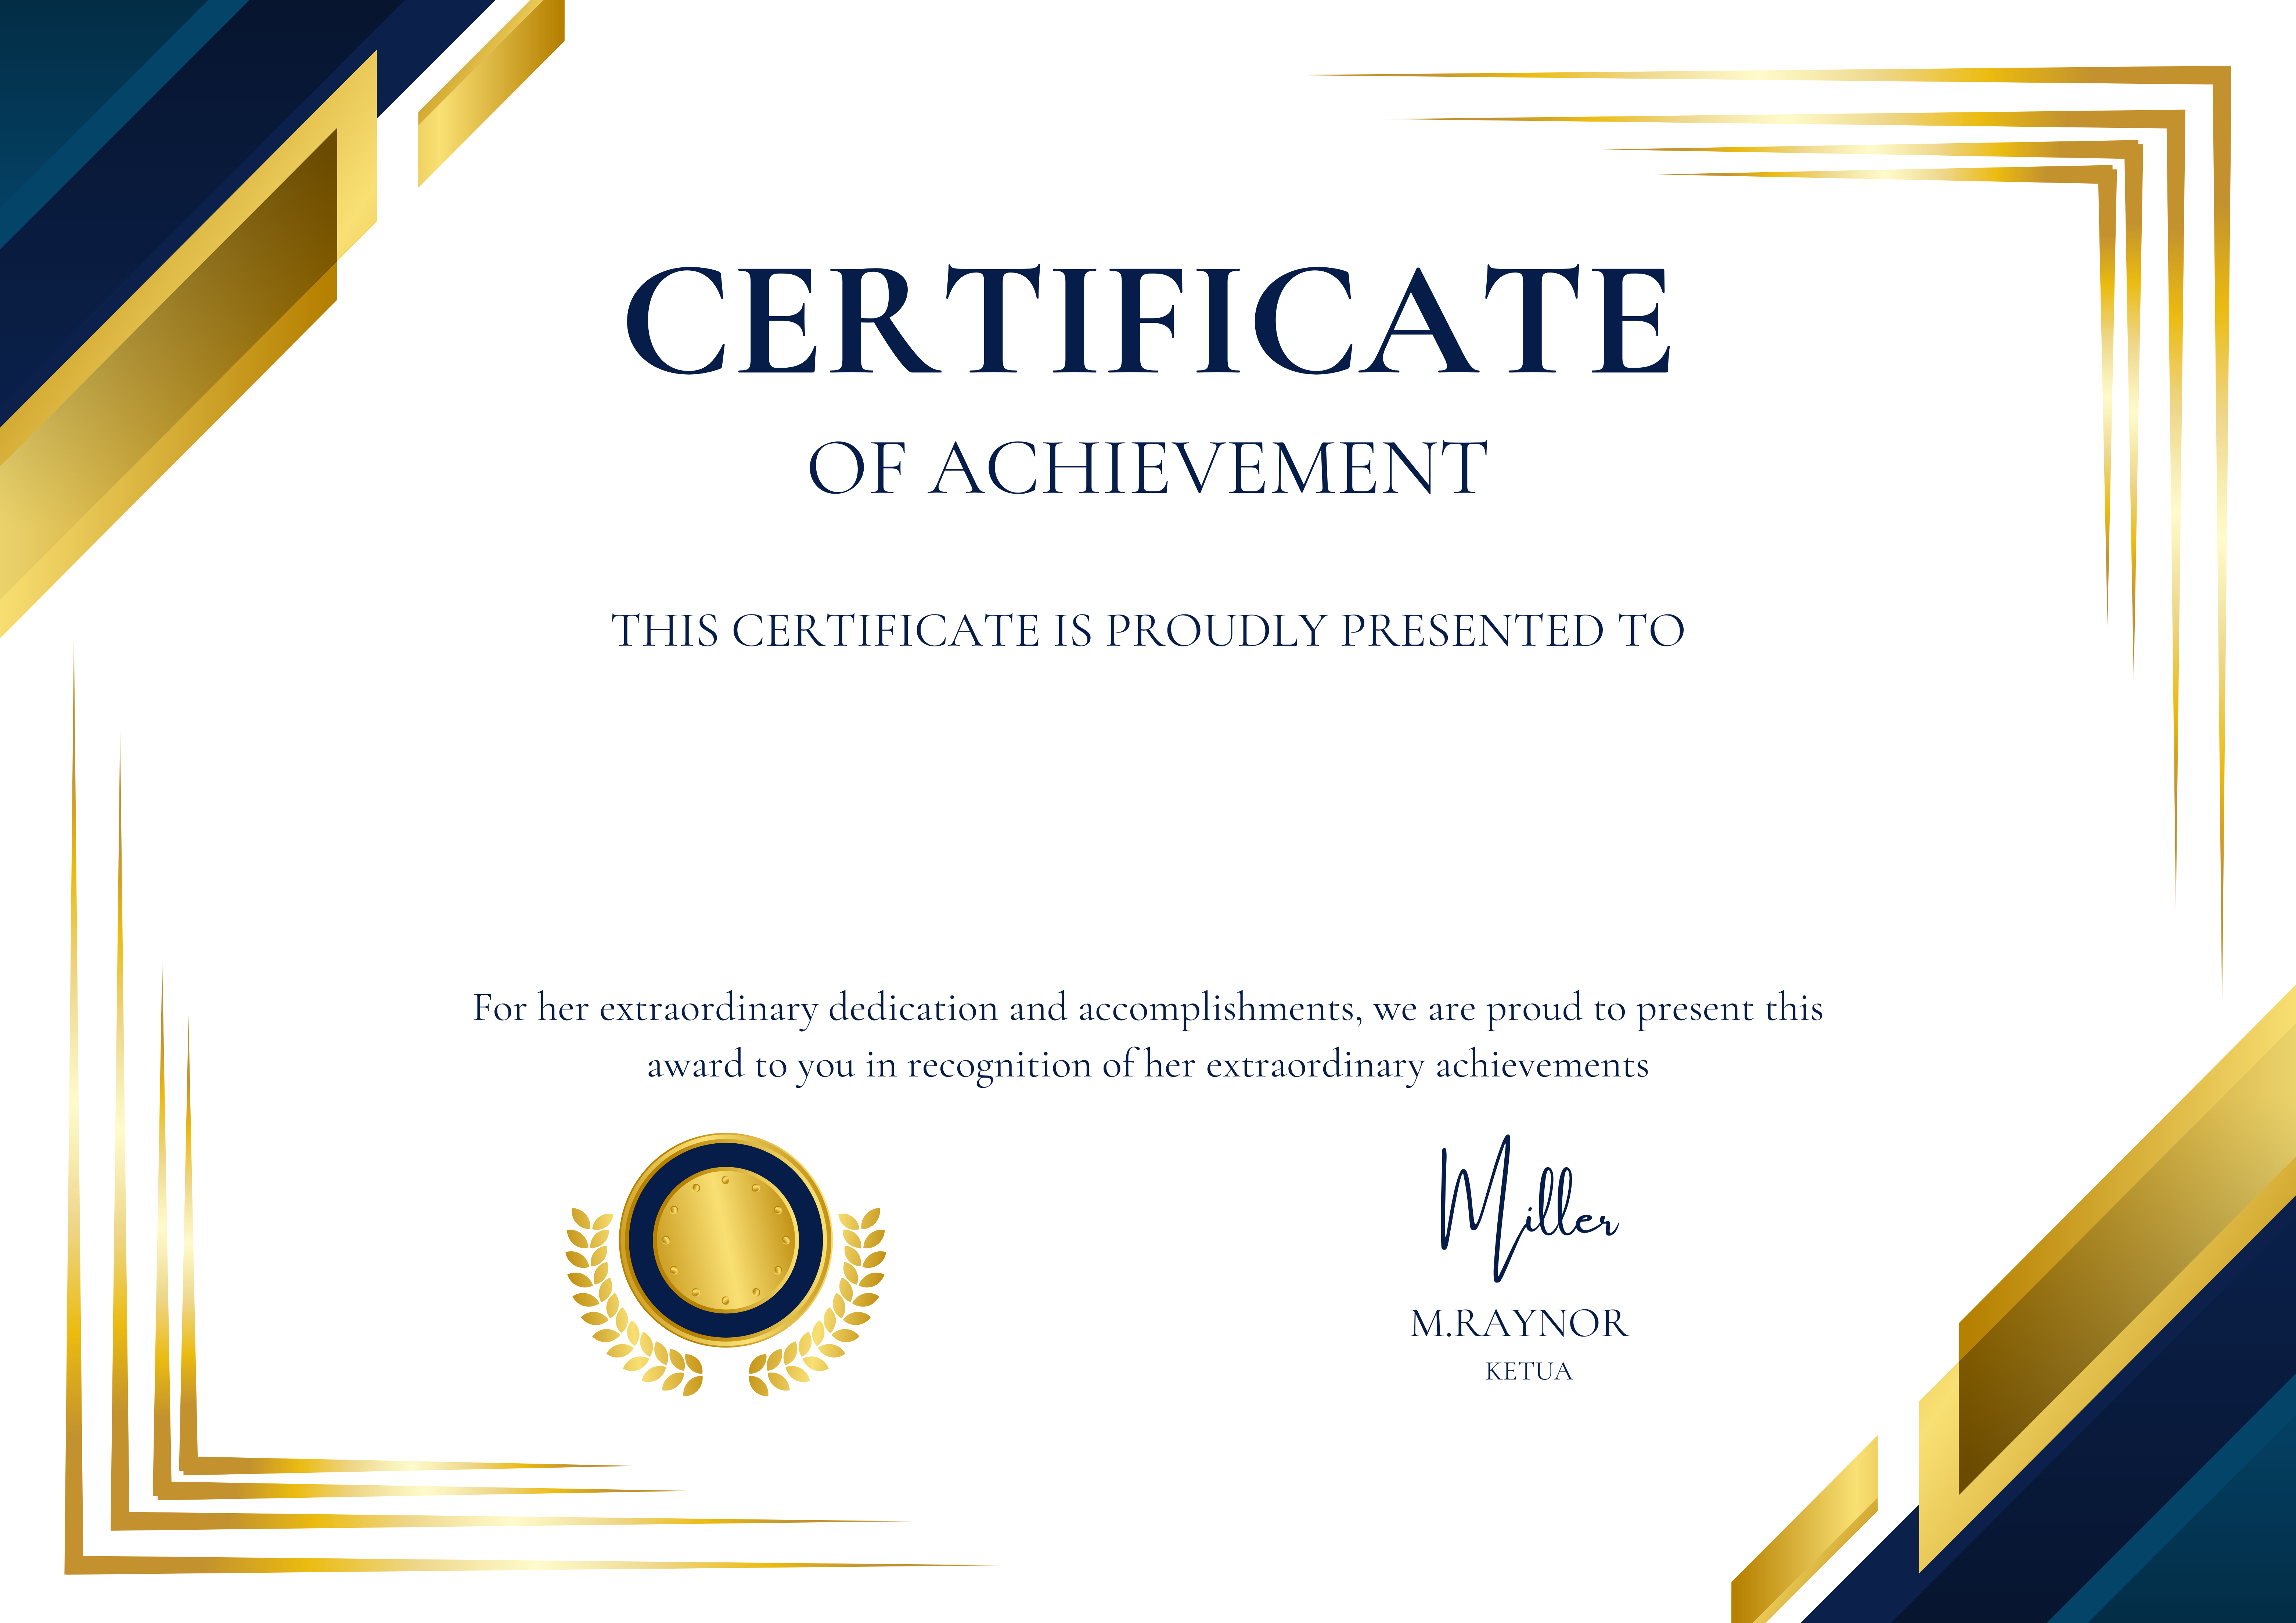 CERTIFICATE
OF ACHIEVEMENT
THIS CERTIFICATE IS PROUDLY PRESENTED TO
For her extraordinary dedication and accomplishments, we are proud to present this
award to you in recognition of her extraordinary achievements
Miller
M.RAYNOR
KETUA